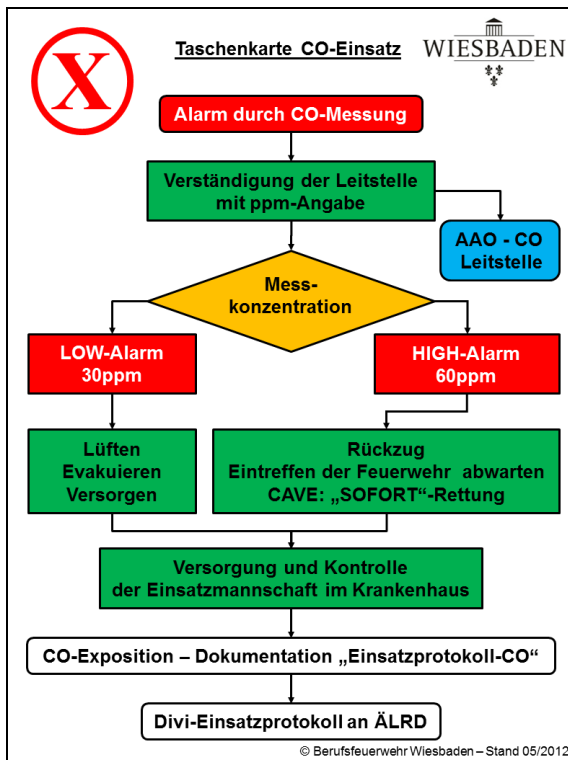 X
Taschenkarte CO-Einsatz
WIESBADEN
Alarm durch CO-Messung
Verständigung der Leitstelle
mit ppm-Angabe
AAO - CO
Leitstelle
Mess-
konzentration
LOW-Alarm
30ppm
HIGH-Alarm
60ppm
Lüften
Evakuieren
Versorgen
Rückzug
Eintreffen der Feuerwehr abwarten
CAVE: „SOFORT“-Rettung
Versorgung und Kontrolle
der Einsatzmannschaft im Krankenhaus
CO-Exposition – Dokumentation „Einsatzprotokoll-CO“
Divi-Einsatzprotokoll an ÄLRD
© Berufsfeuerwehr Wiesbaden – Stand 05/2012